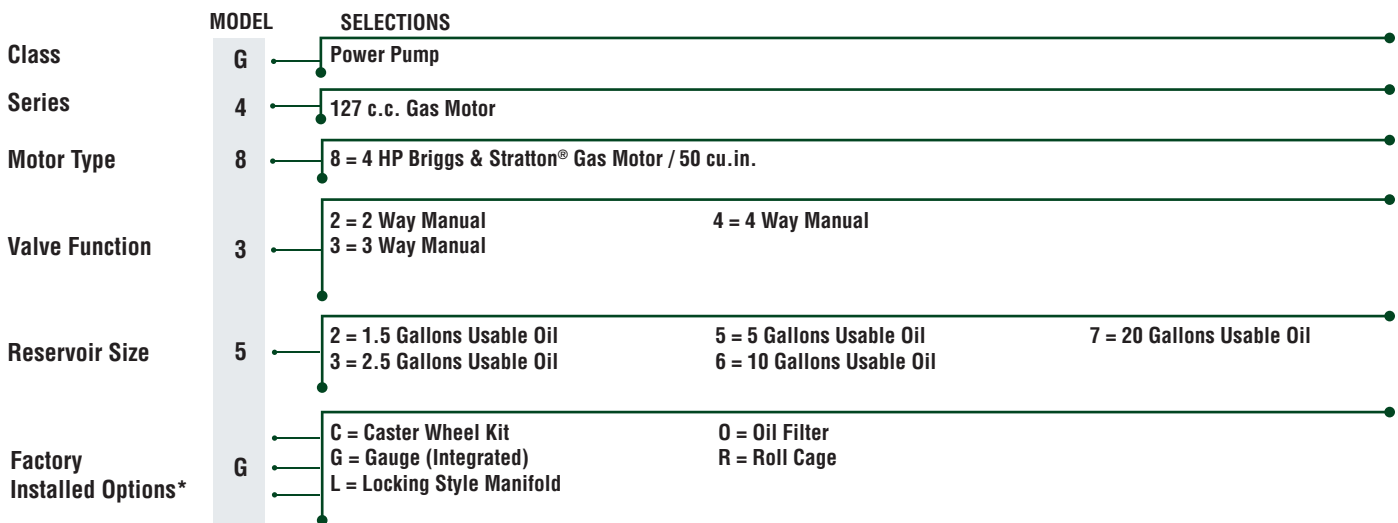 MODEL SELECTIONS
Class G Power Pump
Series 4 127 c.c. Gas Motor
Motor Type 8 8 = 4 HP Briggs & Stratton® Gas Motor / 50 cu.in.
Valve Function 3
2 = 2 Way Manual 4 = 4 Way Manual
3 = 3 Way Manual
Reservoir Size 5
2 = 1.5 Gallons Usable Oil 5 = 5 Gallons Usable Oil 7 = 20 Gallons Usable Oil
3 = 2.5 Gallons Usable Oil 6 = 10 Gallons Usable Oil
Factory
Installed Options* G
C = Caster Wheel Kit O = Oil Filter
G = Gauge (Integrated) R = Roll Cage
L = Locking Style Manifold